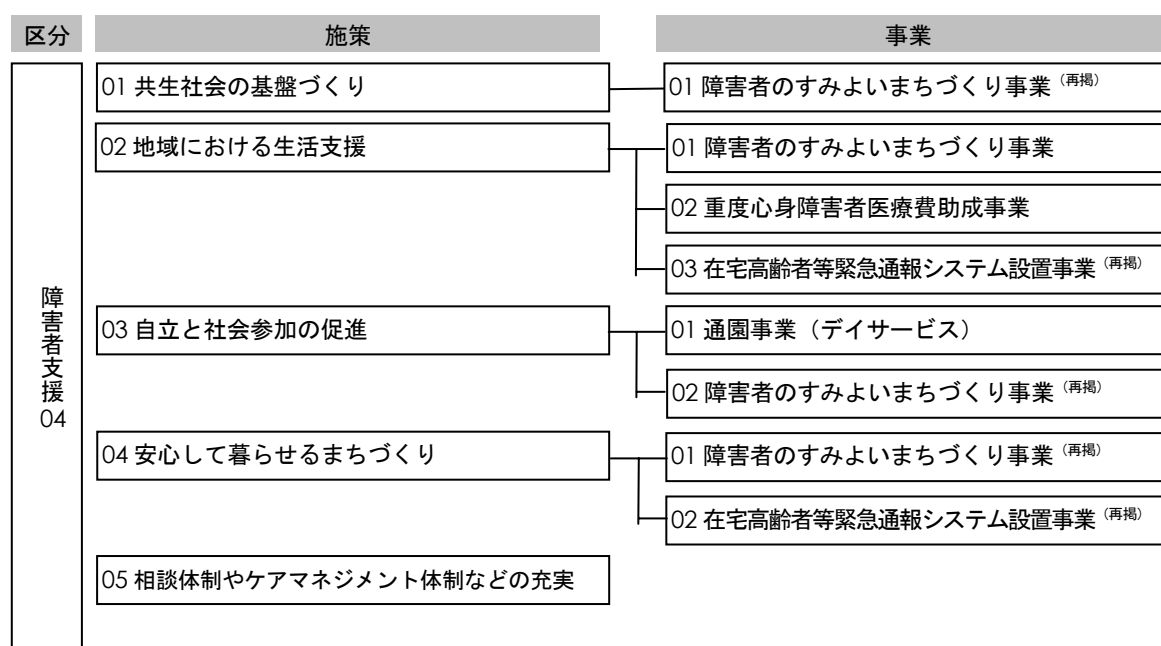 区分 施策 事業
障害者支援04
01 共生社会の基盤づくり
01 障害者のすみよいまちづくり事業（再掲）
02 地域における生活支援
01 障害者のすみよいまちづくり事業
02 重度心身障害者医療費助成事業
03 在宅高齢者等緊急通報システム設置事業（再掲）
03 自立と社会参加の促進
01 通園事業（デイサービス）
02 障害者のすみよいまちづくり事業（再掲）
04 安心して暮らせるまちづくり
01 障害者のすみよいまちづくり事業（再掲）
02 在宅高齢者等緊急通報システム設置事業（再掲）
05 相談体制やケアマネジメント体制などの充実